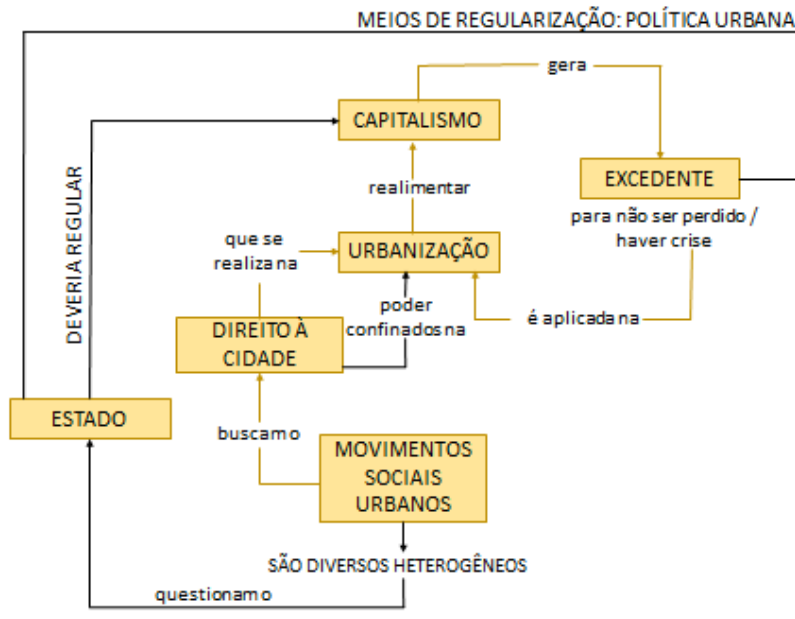 MEIOS DE REGULARIZAÇÃO: POLÍTICA URBANA
gera
CAPITALISMO
EXCEDENTE
realimentar
para não ser perdido /
haver crise
DEVERIA REGULAR
que se
realiza na
URBANIZAÇÃO
poder
confinados na
é aplicada na
DIREITO À
CIDADE
ESTADO
buscam o
MOVIMENTOS
SOCIAIS
URBANOS
SÃO DIVERSOS HETEROGÊNEOS
questionam o